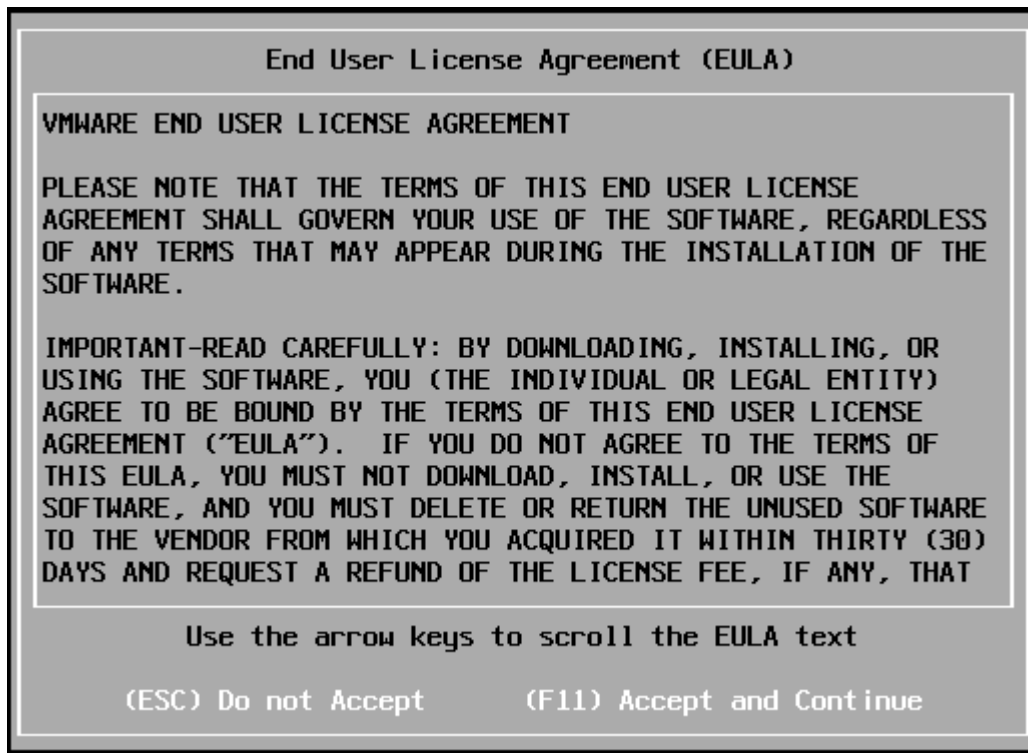 End User License Agreement (EULA)
VMWARE END USER LICENSE AGREEMENT
PLEASE NOTE THAT THE TERMS OF THIS END USER LICENSE
AGREEMENT SHALL GOVERN YOUR USE OF THE SOFTWARE, REGARDLESS
OF ANY TERMS THAT MAY APPEAR DURING THE INSTALLATION OF THE
SOFTWARE.
IMPORTANT-READ CAREFULLY: BY DOWNLOADING, INSTALLING, OR
USING THE SOFTWARE, YOU (THE INDIVIDUAL OR LEGAL ENTITY)
AGREE TO BE BOUND BY THE TERMS OF THIS END USER LICENSE
AGREEMENT ("EULA").  IF YOU DO NOT AGREE TO THE TERMS OF
THIS EULA, YOU MUST NOT DOWNLOAD, INSTALL, OR USE THE
SOFTWARE, AND YOU MUST DELETE OR RETURN THE UNUSED SOFTWARE
TO THE VENDOR FROM WHICH YOU ACQUIRED IT WITHIN THIRTY (30)
DAYS AND REQUEST A REFUND OF THE LICENSE FEE, IF ANY, THAT
Use the arrow keys to scroll the EULA text
(ESC) Do not Accept (F11) Accept and Continue